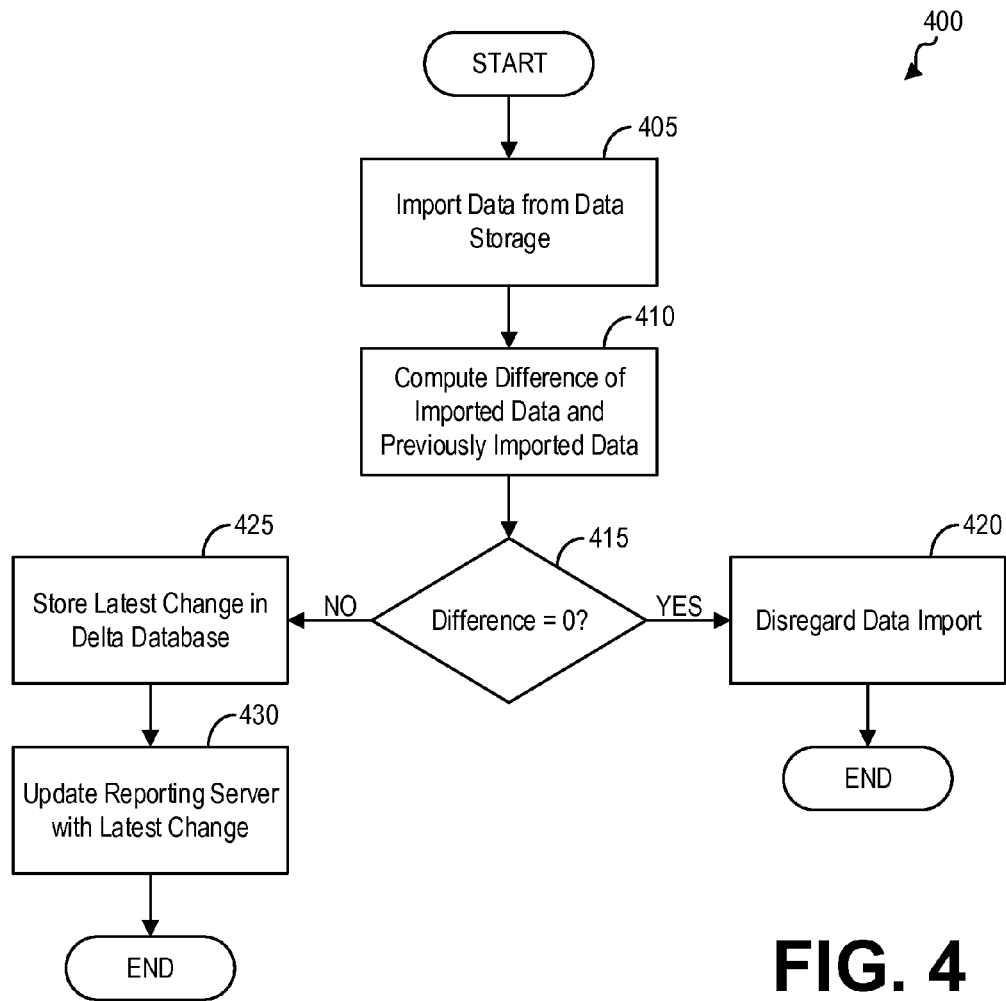 400
START
405
Import Data from Data
Storage
410
Compute Difference of
Imported Data and
Previously Imported Data
415
Difference = 0?
NO
YES
425
Store Latest Change in
Delta Database
420
Disregard Data Import
430
Update Reporting Server
with Latest Change
END
END
FIG. 4